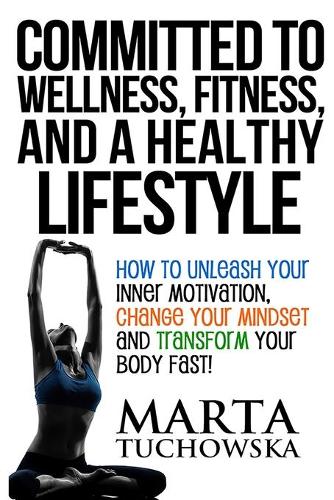 COMMITTED TO
WELLNESS, FITNESS,
AND A HEALTHY
LIFESTYLE
HOW TO UNLEASH YOUR
INNER MOTIVATION,
CHANGE YOUR MINDSET
AND TRANSFORM YOUR
BODY FAST!
MARTA
TUCHOWSKA